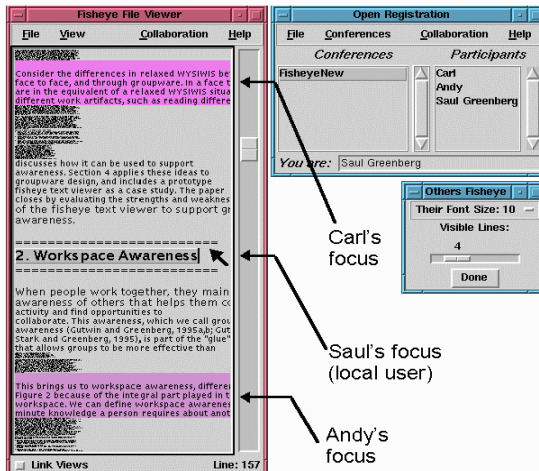 Fisheye File Viewer
File View Collaboration Help
Consider the differences in relaxed WYSIWIS be
face to face, and through groupware. In a face t
are in the equivalent of a relaxed WYSIWIS situa
different work artifacts, such as reading differe
discusses how it can be used to support
awareness. Section 4 applies these ideas to
groupware design, and includes a prototype
fisheye text viewer as a case study. The paper
closes by evaluating the strengths and weaknes
of the fisheye text viewer to support gr
awareness.
==========================
2. Workspace Awareness
==========================
When people work together, they main
awareness of others that helps them co
activity and find opportunities to
collaborate. This awareness, which we call grou
awareness (Gutwin and Greenberg, 1995a,b; Gut
Stark and Greenberg, 1995), is part of the "glue"
that allows groups to be more effective than
This brings us to workspace awareness, differen
Figure 2 because of the integral part played in t
workspace. We can define workspace awarenes
minute knowledge a person requires about anot
Link Views Line: 157
Open Registration
File Conferences Collaboration Help
Conferences Participants
FisheyeNew
Carl
Andy
Saul Greenberg
You are: Saul Greenberg
Others Fisheye
Their Font Size: 10
Visible Lines:
4
Done
Carl's
focus
Saul's focus
(local user)
Andy's
focus